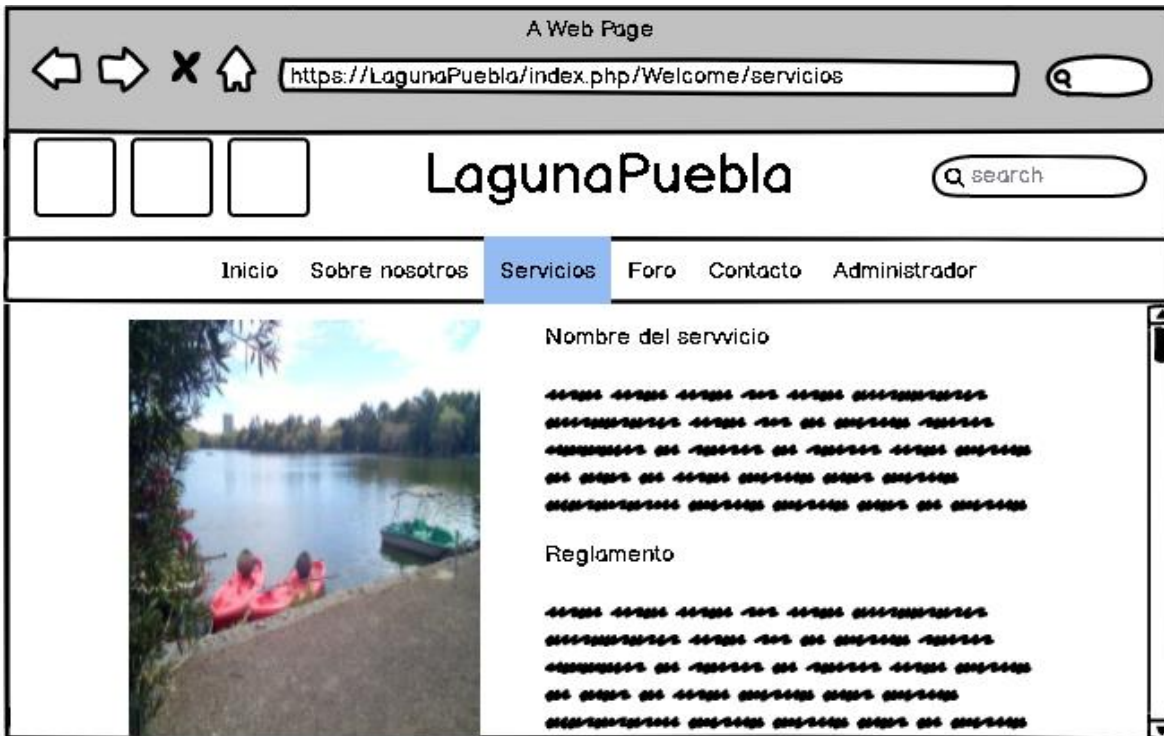 A Web Page
https://LagunaPuebla/index.php/Welcome/servicios
LagunaPuebla
search
Inicio Sobre nosotros Servicios Foro Contacto Administrador
Nombre del servvicio
Reglamento